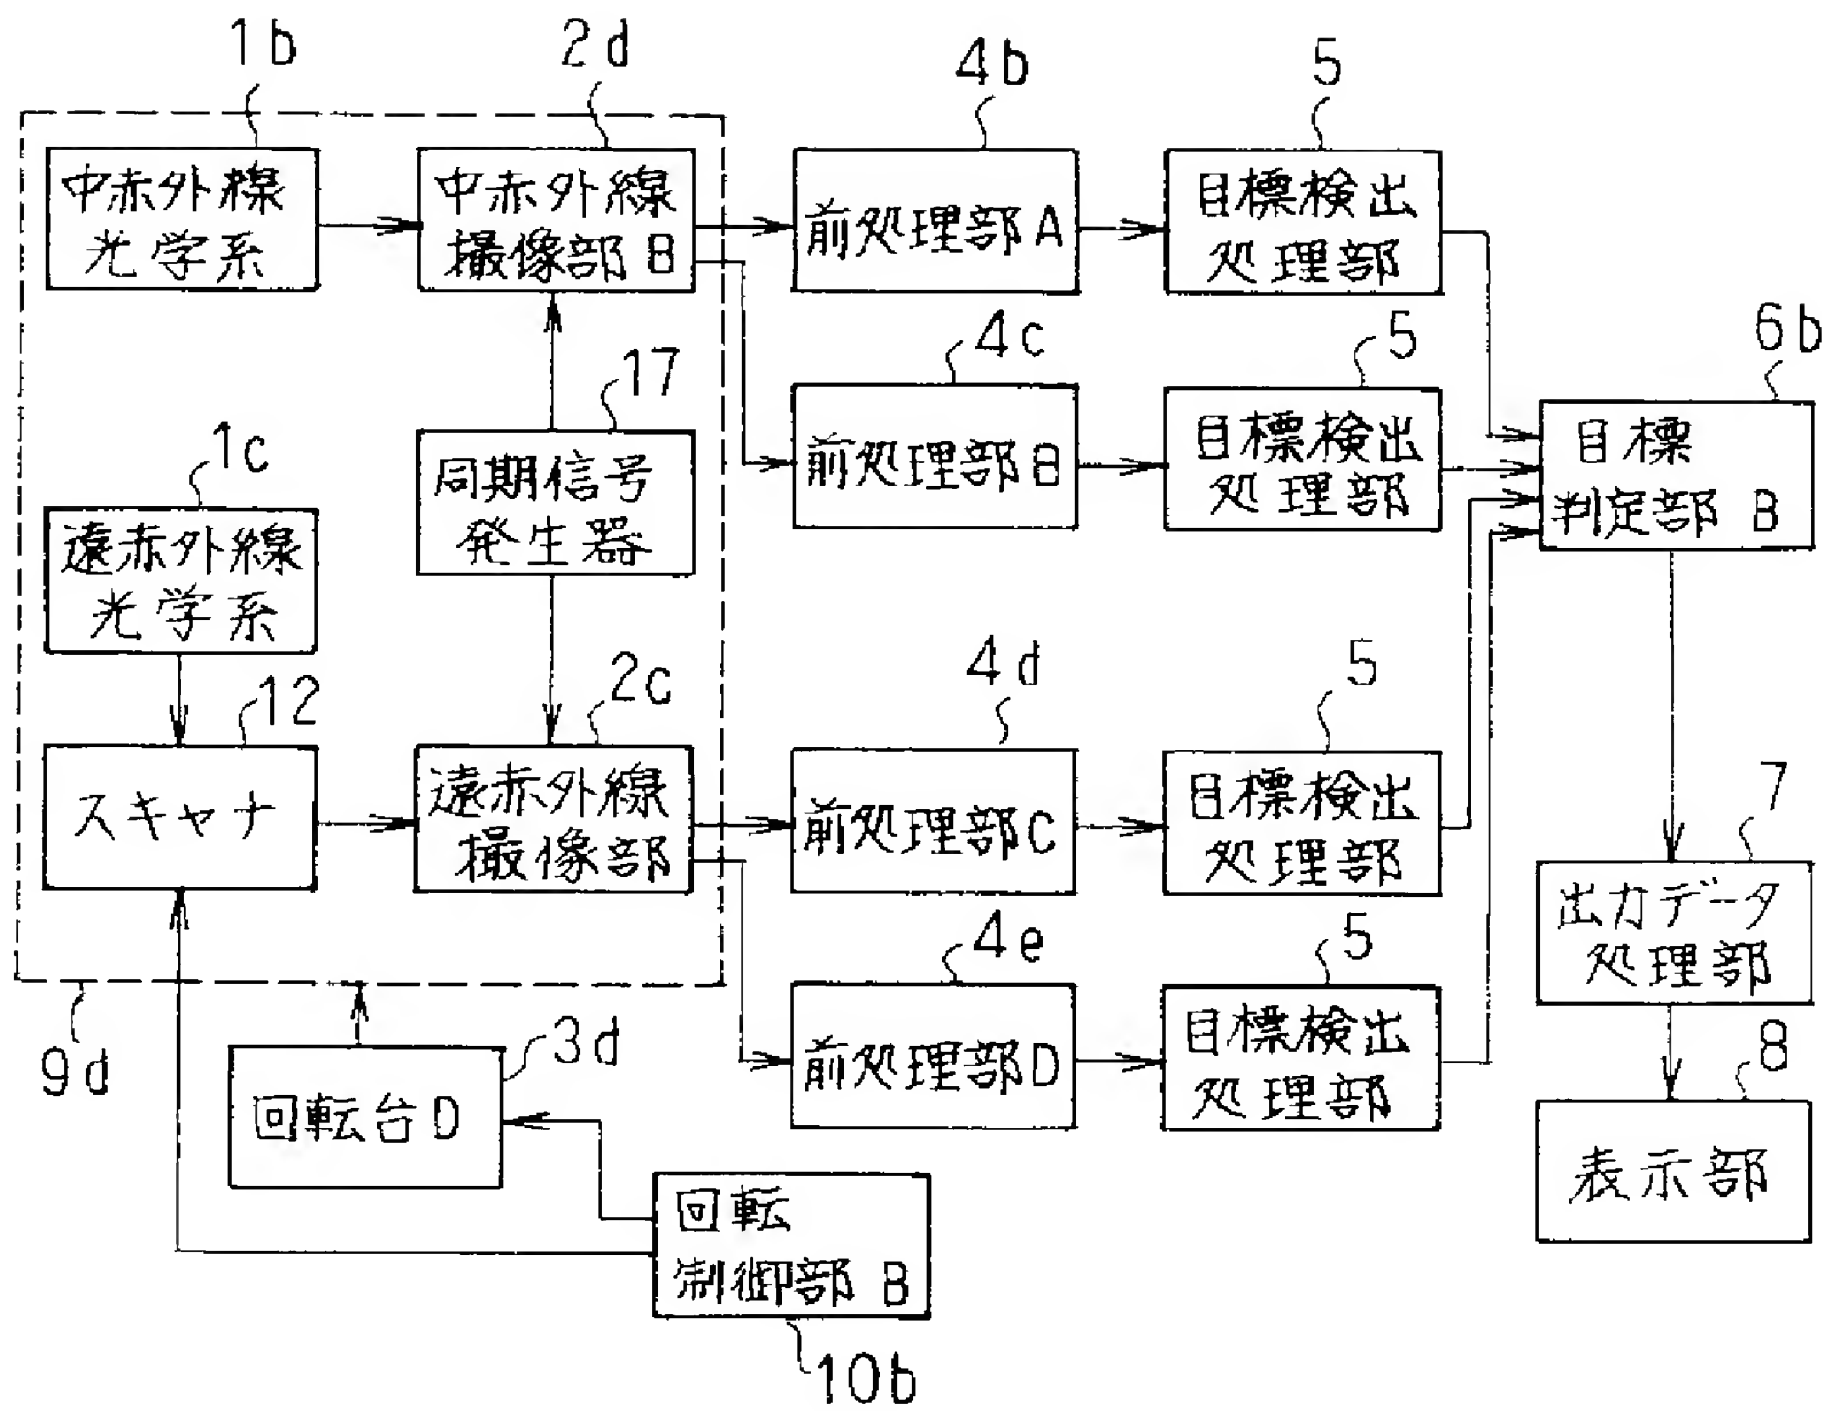 1b
中赤外線
光学系
2d
中赤外線
撮像部B
4b
前処理部A
5
目標検出
処理部
4c
前処理部B
5
目標検出
処理部
6b
目標
判定部B
17
同期信号
発生器
1c
遠赤外線
光学系
12
スキャナ
2c
遠赤外線
撮像部
4d
前処理部C
5
目標検出
処理部
7
出力データ
処理部
4e
前処理部D
5
目標検出
処理部
8
表示部
9d
3d
回転台D
回転
制御部B
10b